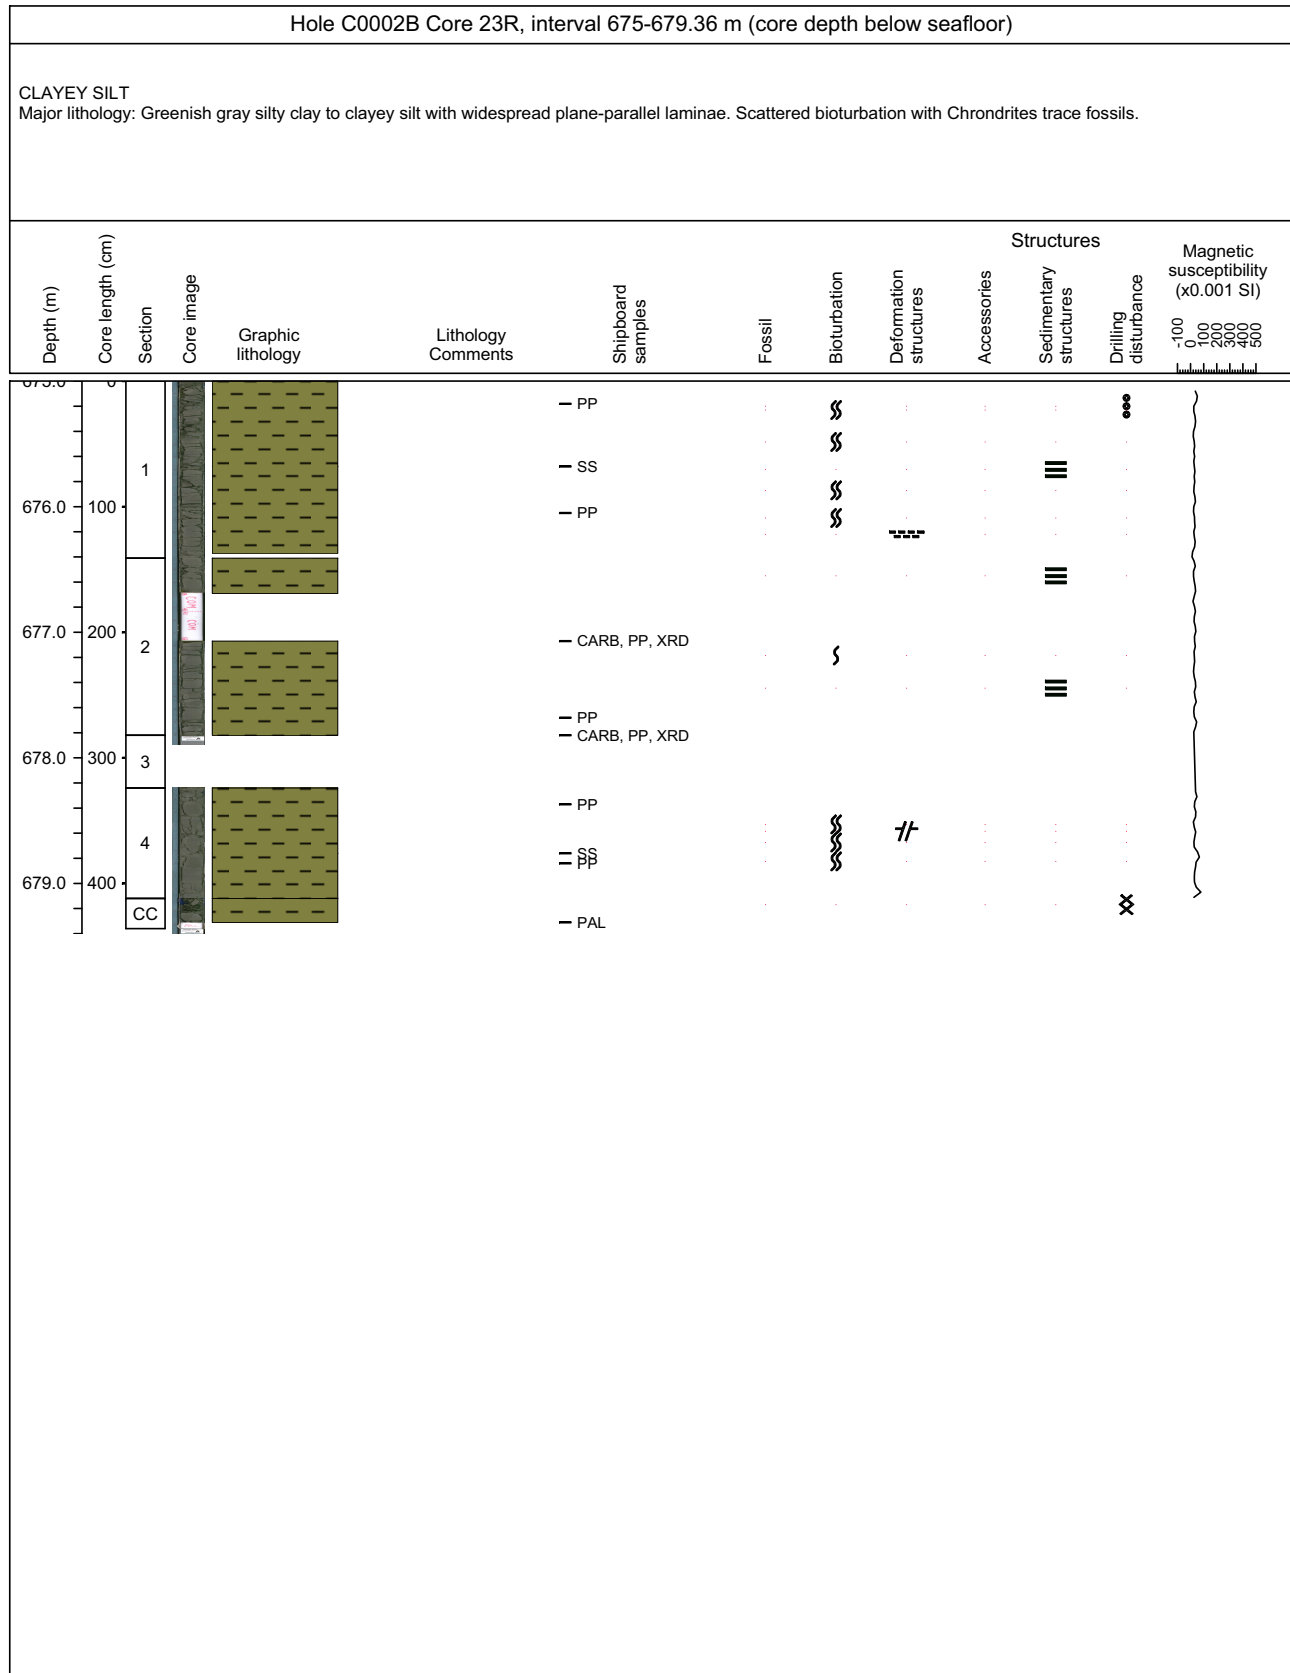 Hole C0002B Core 23R, interval 675-679.36 m (core depth below seafloor)
CLAYEY SILT
Major lithology: Greenish gray silty clay to clayey silt with widespread plane-parallel laminae. Scattered bioturbation with Chrondrites trace fossils.
Depth (m)
Core length (cm)
Section
Core image
Graphic
lithology
Lithology
Comments
Shipboard
samples
Fossil
Bioturbation
Structures
Deformation
structures
Accessories
Sedimentary
structures
Drilling
disturbance
Magnetic
susceptibility
(x0.001 SI)
-100
0
100
200
300
400
500
675.0 0
PP
1
SS
676.0 100
PP
COM COM
677.0 200
CARB, PP, XRD
2
PP
CARB, PP, XRD
678.0 300
3
PP
4
SS
PP
679.0 400
CC
PAL